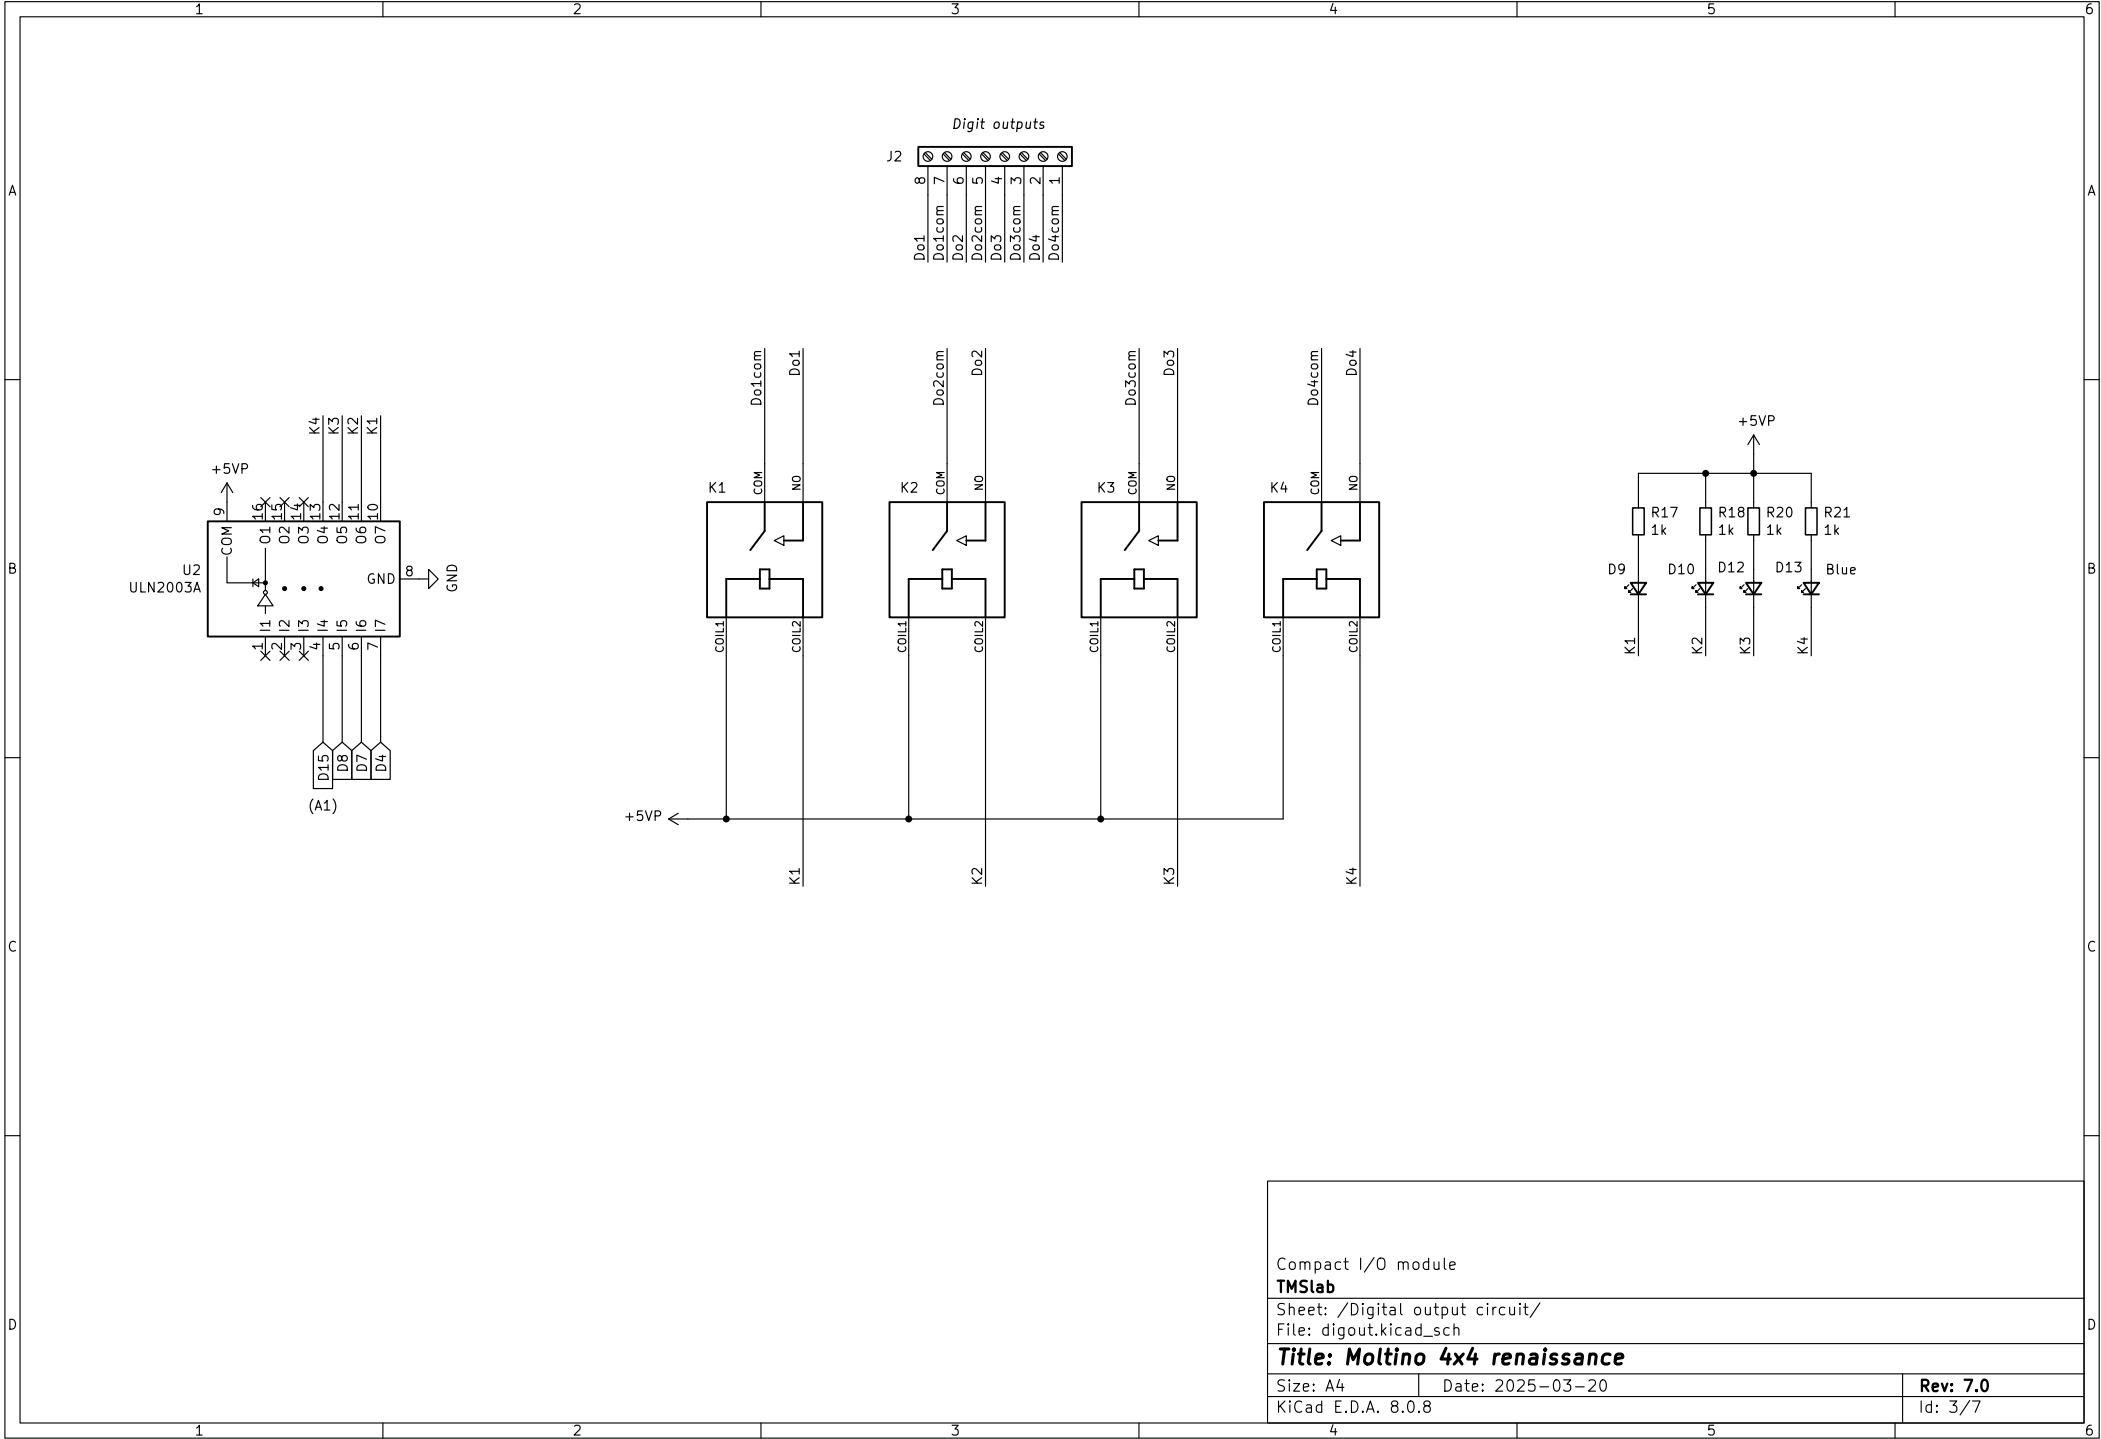 1 2 3 4 5 6
Digit outputs
J2
8 7 6 5 4 3 2 1
Do1 Do1com Do2 Do2com Do3 Do3com Do4 Do4com
A A
Do1com Do1 Do2com Do2 Do3com Do3 Do4com Do4
K4 K3 K2 K1
+5VP
+5VP
K1 COM NO K2 COM NO K3 COM NO K4 COM NO
9 16 15 14 13 12 11 10
COM O1 O2 O3 O4 O5 O6 O7
R17 R18 R20 R21
1k 1k 1k 1k
B B
U2
ULN2003A
GND 8 GND
D9 D10 D12 D13 Blue
I1 I2 I3 I4 I5 I6 I7
1 2 3 4 5 6 7
COIL1 COIL2 COIL1 COIL2 COIL1 COIL2 COIL1 COIL2
K1 K2 K3 K4
D15 D8 D7 D4
(A1)
+5VP
K1 K2 K3 K4
C C
Compact I/O module
TMSlab
Sheet: /Digital output circuit/
File: digout.kicad_sch
D D
Title: Moltino 4x4 renaissance
Size: A4 Date: 2025-03-20 Rev: 7.0
KiCad E.D.A. 8.0.8 Id: 3/7
1 2 3 4 5 6